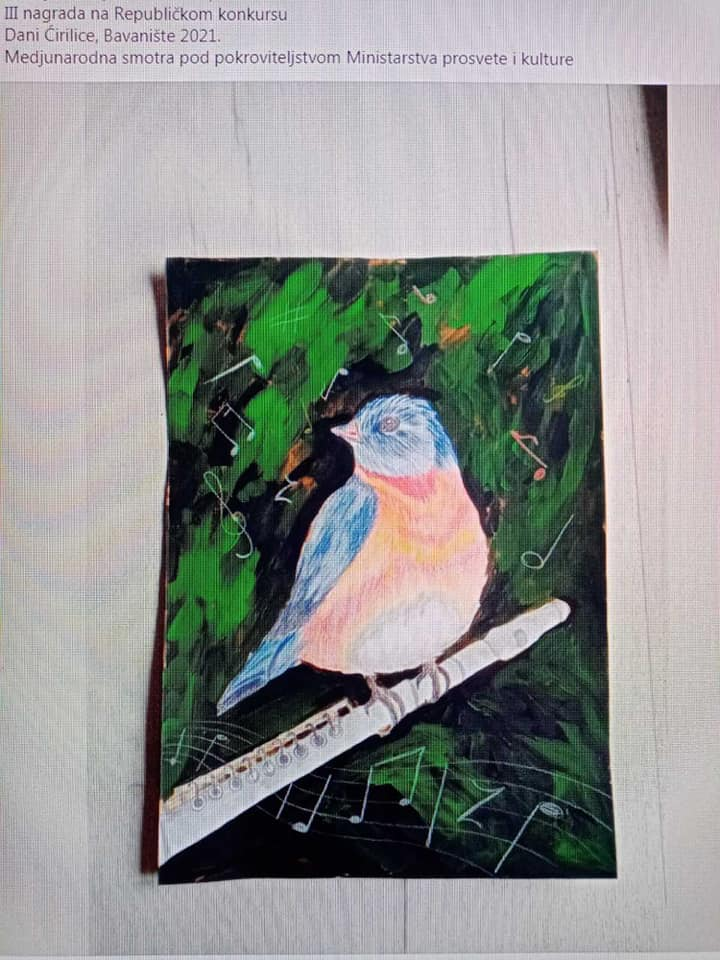 III nagrada na Republičkom konkursu
Dani Ćirilice, Bavanište 2021.
Medjunarodna smotra pod pokroviteljstvom Ministarstva prosvete i kulture